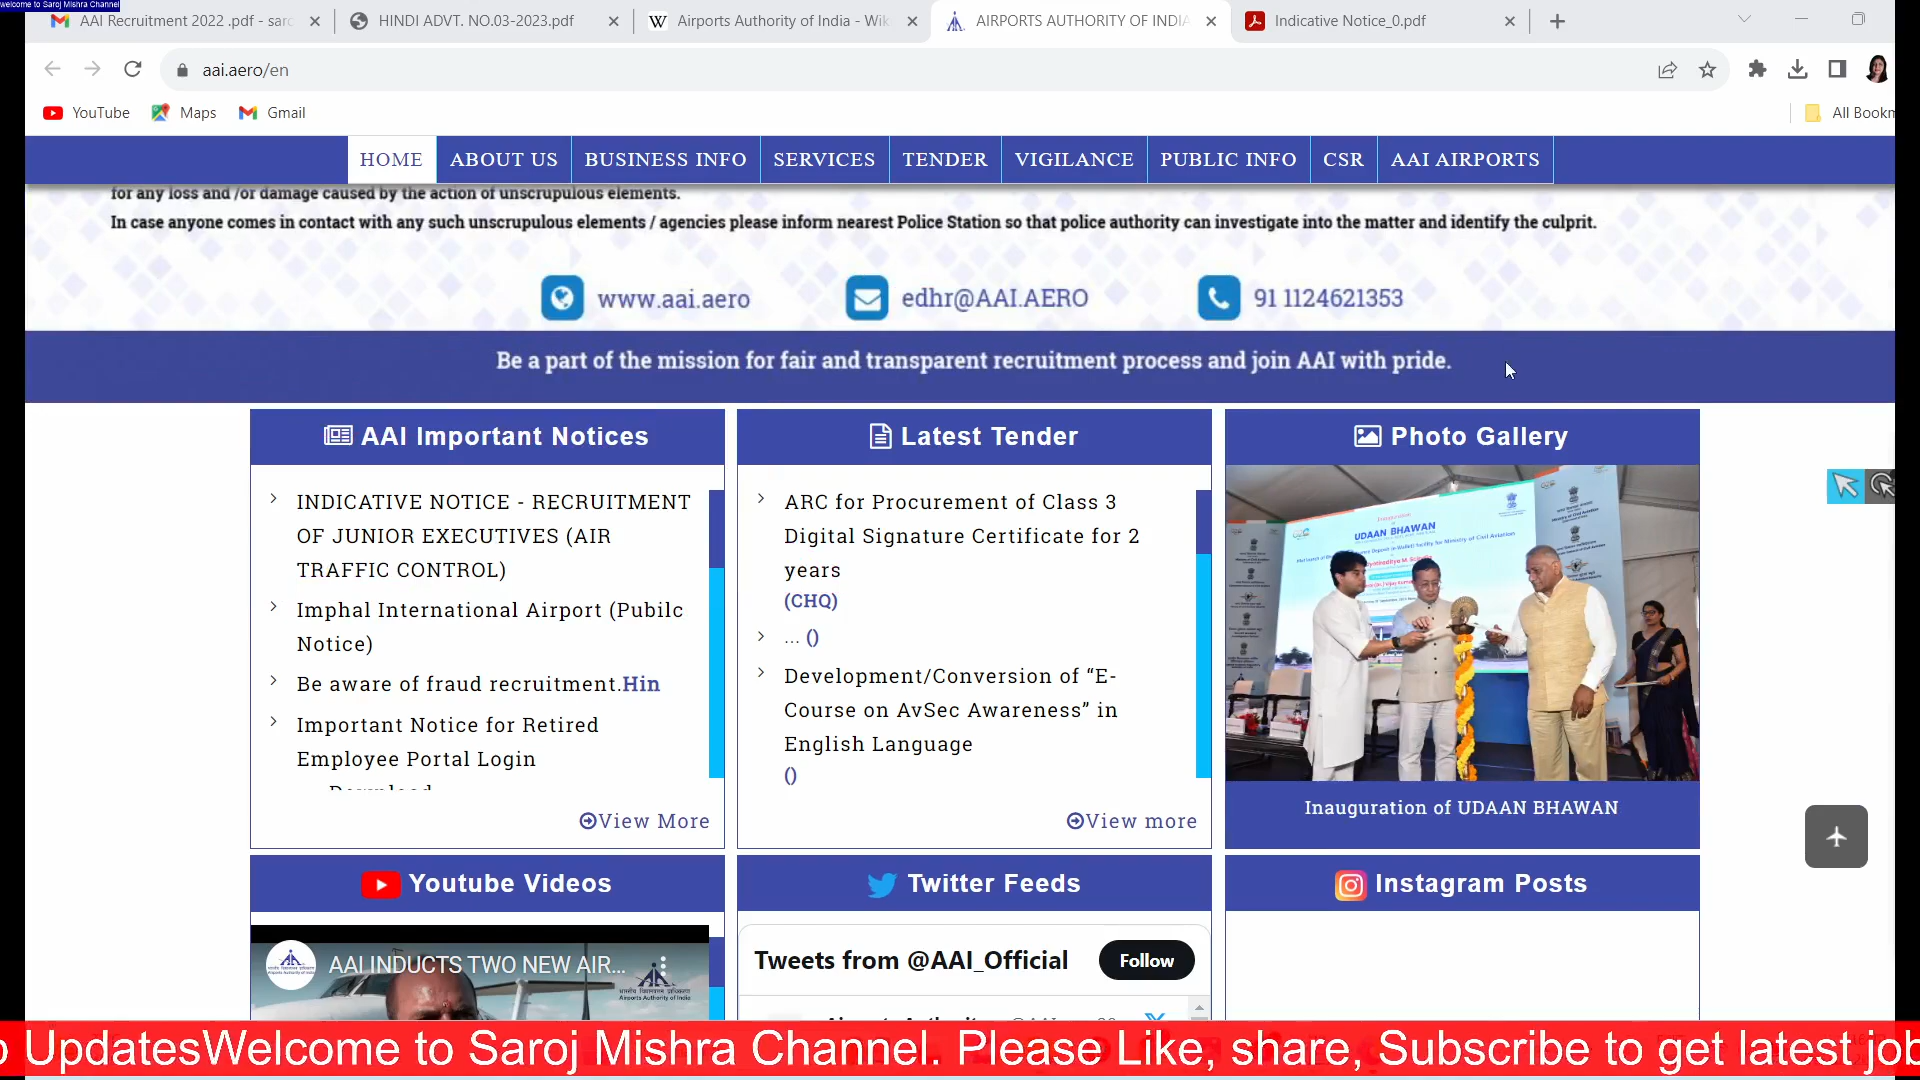 welcome to Saroj Mishra Channel
AAI Recruitment 2022 .pdf - saro
HINDI ADVT. NO.03-2023.pdf
Airports Authority of India - Wik
AIRPORTS AUTHORITY OF INDIA
Indicative Notice_0.pdf
aai.aero/en
YouTube
Maps
Gmail
All Bookm
HOME
ABOUT US
BUSINESS INFO
SERVICES
TENDER
VIGILANCE
PUBLIC INFO
CSR
AAI AIRPORTS
for any loss and /or damage caused by the action of unscrupulous elements.
In case anyone comes in contact with any such unscrupulous elements / agencies please inform nearest Police Station so that police authority can investigate into the matter and identify the culprit.
www.aai.aero
edhr@AAI.AERO
91 1124621353
Be a part of the mission for fair and transparent recruitment process and join AAI with pride.
AAI Important Notices
INDICATIVE NOTICE - RECRUITMENT
OF JUNIOR EXECUTIVES (AIR
TRAFFIC CONTROL)
Imphal International Airport (Pubilc
Notice)
Be aware of fraud recruitment.Hin
Important Notice for Retired
Employee Portal Login
View More
Latest Tender
ARC for Procurement of Class 3
Digital Signature Certificate for 2
years
(CHQ)
... ()
Development/Conversion of “E-
Course on AvSec Awareness” in
English Language
()
View more
Photo Gallery
UDAAN BHAWAN
Inauguration of UDAAN BHAWAN
Youtube Videos
AAI INDUCTS TWO NEW AIR...
Airports Authority of India
Twitter Feeds
Tweets from @AAI_Official
Follow
Instagram Posts
UpdatesWelcome to Saroj Mishra Channel. Please Like, share, Subscribe to get latest job